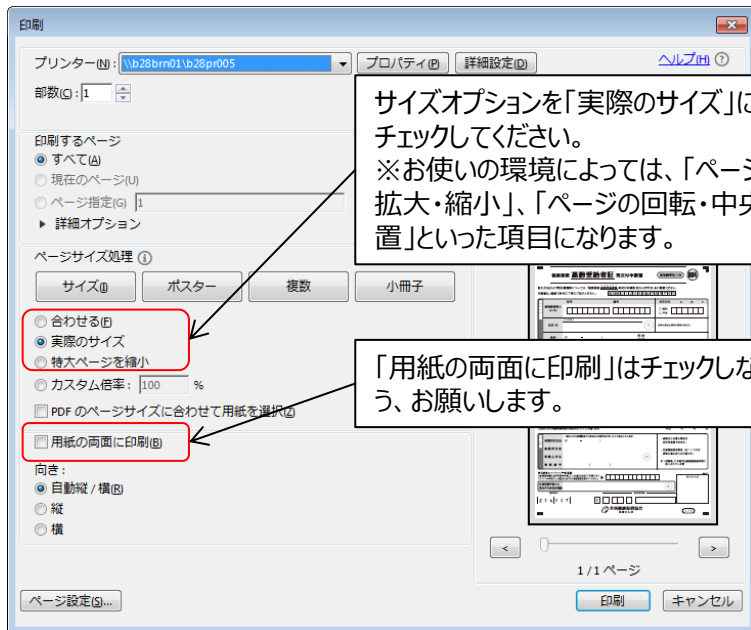 印刷
プリンター(N): \\b28brn01\b28pr005 プロパティ(P) 詳細設定(D) ヘルプ(H)
部数(C): 1
サイズオプションを「実際のサイズ」に
チェックしてください。
※お使いの環境によっては、「ページ
拡大・縮小」、「ページの回転・中央
置」といった項目になります。
印刷するページ
すべて(A)
現在のページ(U)
ページ指定(G) 1
詳細オプション
ページサイズ処理
サイズ(I) ポスター 複数 小冊子
合わせる(F)
実際のサイズ
特大ページを縮小
カスタム倍率: 100 %
PDF のページサイズに合わせて用紙を選択(Z)
「用紙の両面に印刷」はチェックしな
う、お願いします。
用紙の両面に印刷(B)
向き:
自動縦 / 横(R)
縦
横
< >
1 / 1 ページ
ページ設定(S)... 印刷 キャンセル